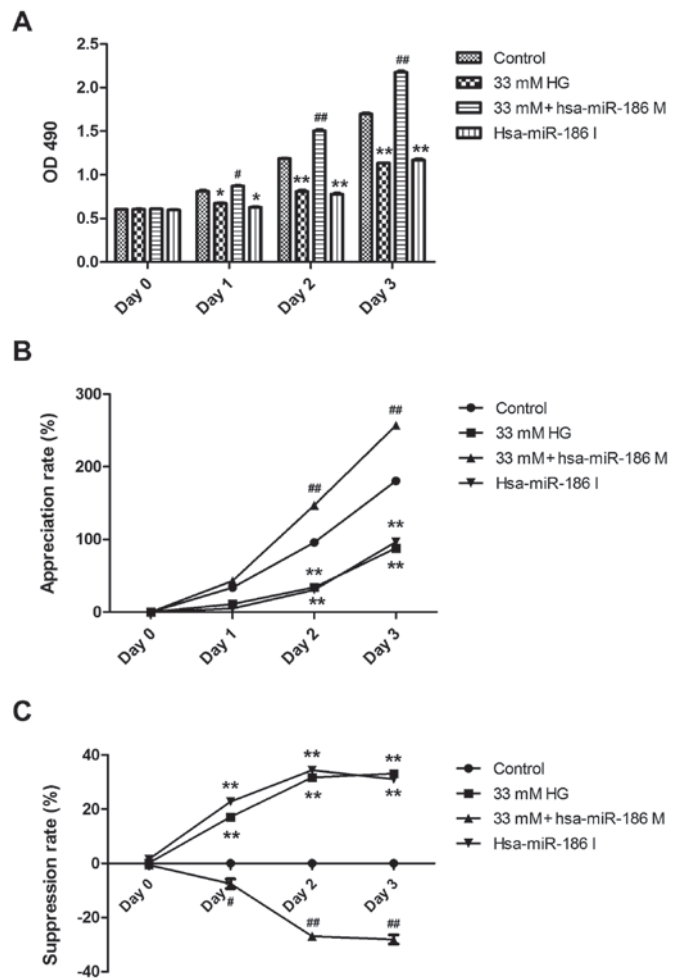 A
OD 490
2.5
2.0
1.5
1.0
0.5
0.0
# ## ##
* * ** ** ** **
Day 0 Day 1 Day 2 Day 3
Control
33 mM HG
33 mM+ hsa-miR-186 M
Hsa-miR-186 I
B
Appreciation rate (%)
300
200
100
0
##
##
** **
** **
Day 0 Day 1 Day 2 Day 3
Control
33 mM HG
33 mM+ hsa-miR-186 M
Hsa-miR-186 I
C
Suppression rate (%)
40
20
0
-20
-40
** ** **
** ** **
Day 0 Day Day 2 Day 3
# ## ##
Control
33 mM HG
33 mM+ hsa-miR-186 M
Hsa-miR-186 I